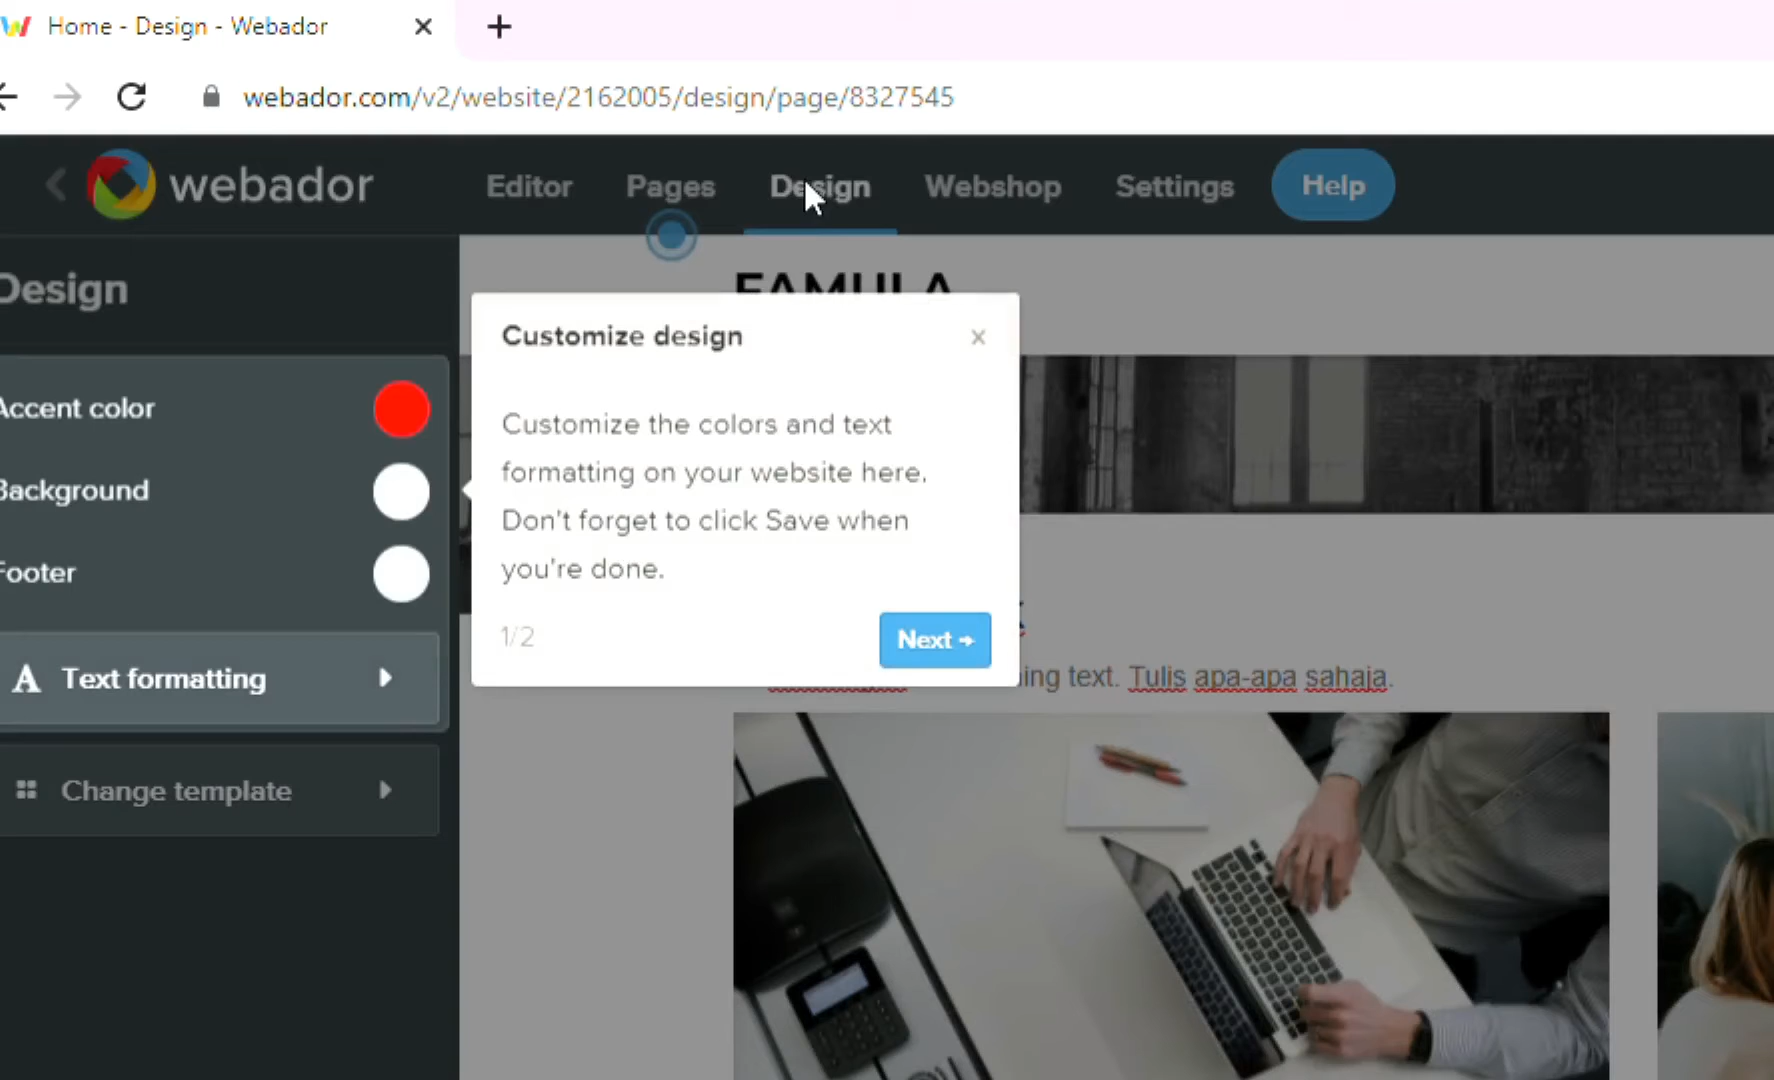 Home - Design - Webador
webador.com/v2/website/2162005/design/page/8327545
webador
Editor
Pages
Design
Webshop
Settings
Help
Design
FAMULA
Customize design
Accent color
Customize the colors and text
formatting on your website here.
Don't forget to click Save when
you're done.
Background
Footer
1/2
Next
Text formatting
ing text. Tulis apa-apa sahaja.
Change template